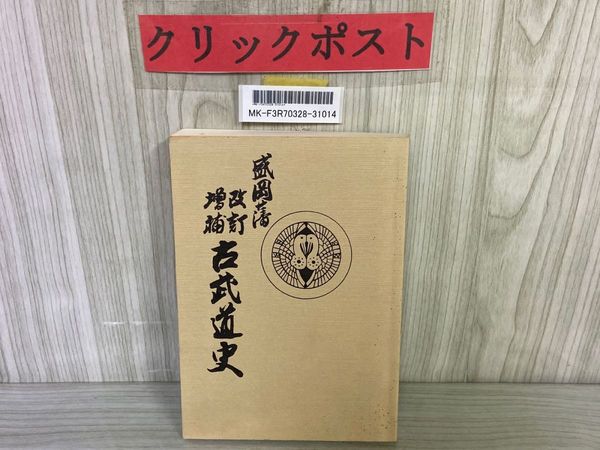 クリックポスト
MK-F3R70328-31014
盛岡藩
改訂
増補
古武道史